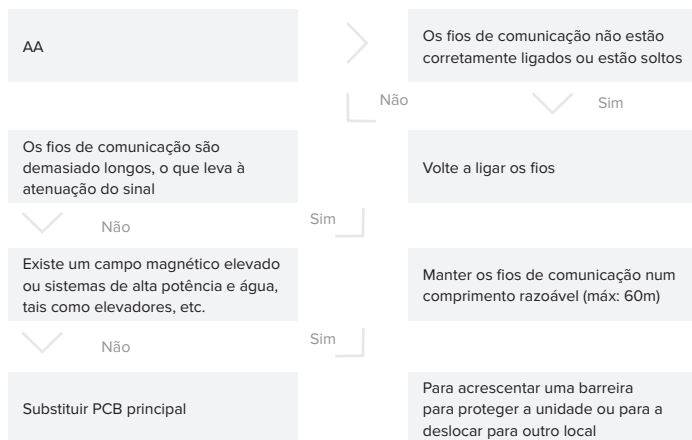 AA
Os fios de comunicação não estão
corretamente ligados ou estão soltos
Não
Sim
Os fios de comunicação são
demasiado longos, o que leva à
atenuação do sinal
Volte a ligar os fios
Não
Sim
Existe um campo magnético elevado
ou sistemas de alta potência e água,
tais como elevadores, etc.
Manter os fios de comunicação num
comprimento razoável (máx: 60m)
Não
Sim
Substituir PCB principal
Para acrescentar uma barreira
para proteger a unidade ou para a
deslocar para outro local